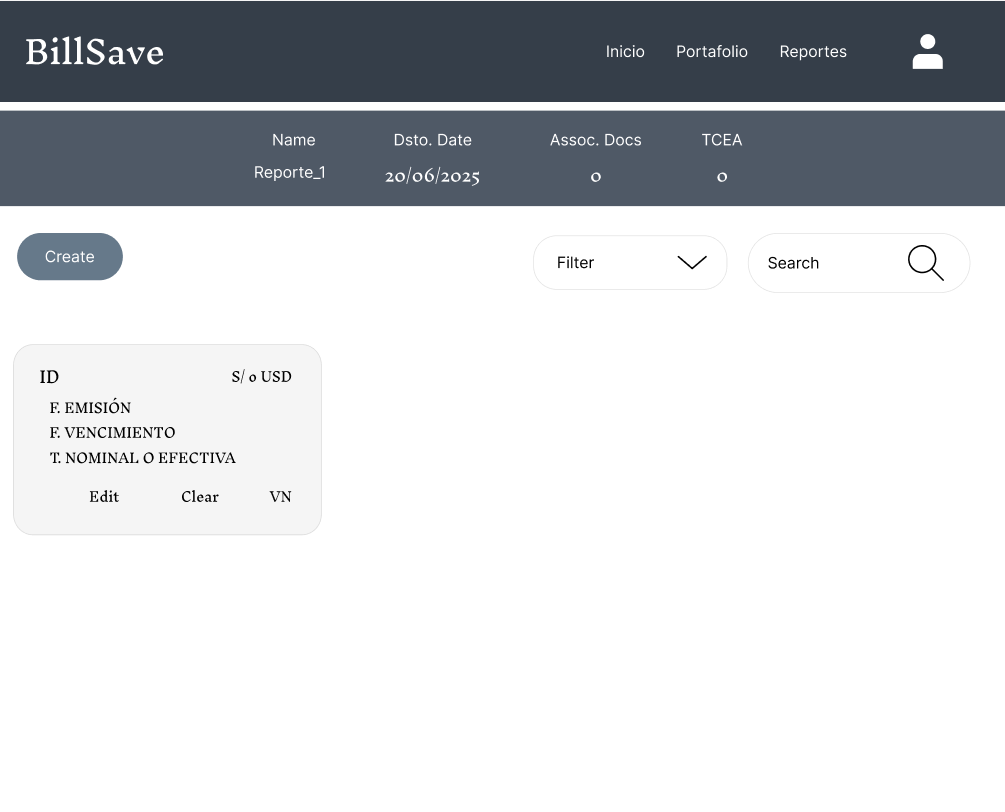 BillSave
Inicio Portafolio Reportes
Name Dsto. Date Assoc. Docs TCEA
Reporte_1 20/06/2025 0 0
Create
Filter
Search
ID S/ 0 USD
F. EMISIÓN
F. VENCIMIENTO
T. NOMINAL O EFECTIVA
Edit Clear VN